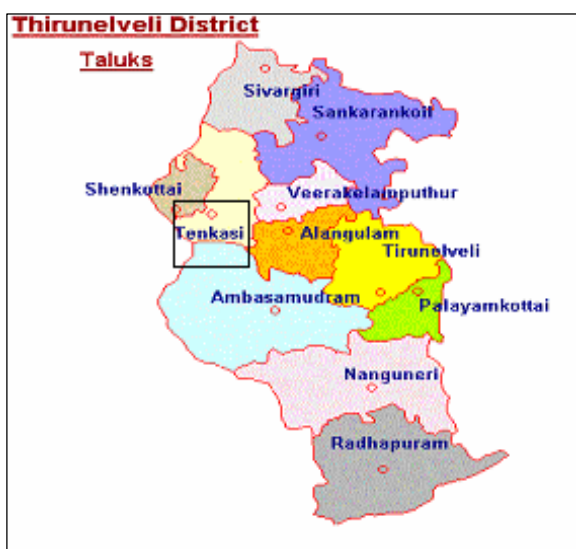 Thirunelveli District
Taluks
Sivargiri
Sankarankoil
Shenkottai
Veerakelamputhur
Tenkasi
Alangulam
Tirunelveli
Ambasamudram
Palayamkottai
Nanguneri
Radhapuram